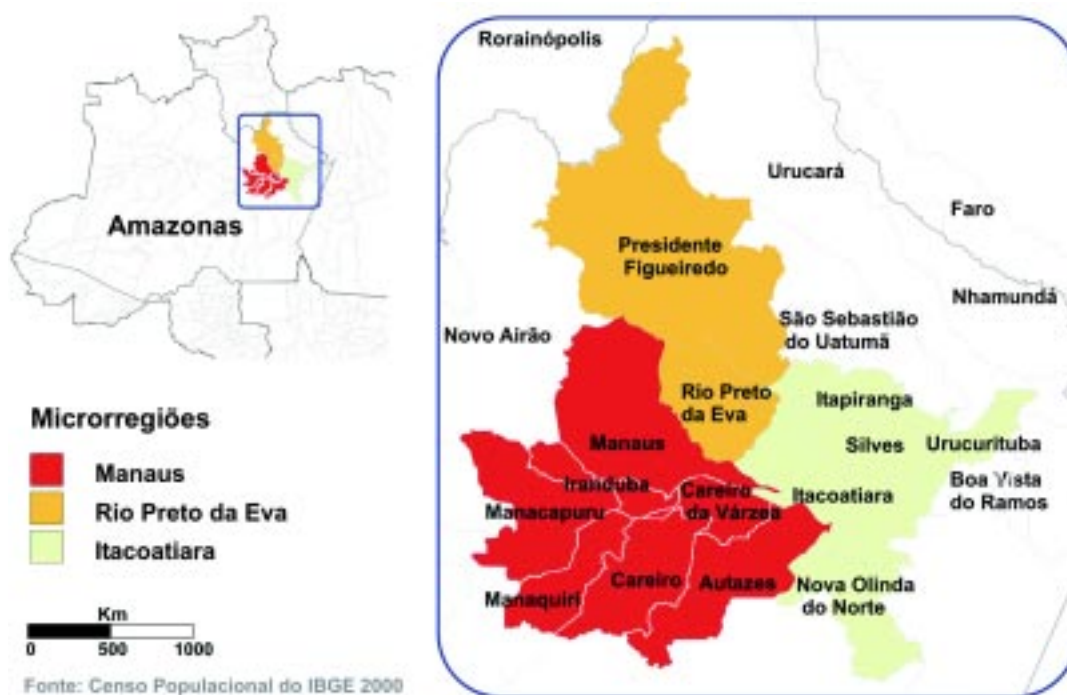 Amazonas
Microrregiões
Manaus
Rio Preto da Eva
Itacoatiara
Km
0 500 1000
Fonte: Censo Populacional do IBGE 2000
Rorainópolis
Urucará
Faro
Presidente
Figueiredo
Nhamundá
São Sebastião
do Uatumã
Novo Airão
Rio Preto
da Eva
Itapiranga
Manaus
Silves
Urucurituba
Iranduba
Careiro
da Várzea
Itacoatiara
Boa Vista
do Ramos
Manacapuru
Manaquiri
Careiro
Autazes
Nova Olinda
do Norte